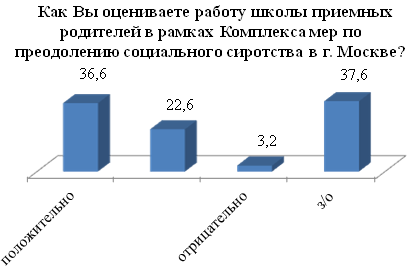 Как Вы оцениваете работу школы приемных
родителей в рамках Комплекса мер по
преодолению социального сиротства в г. Москве?
36,6
22,6
3,2
37,6
положительно
отрицательно
з/о